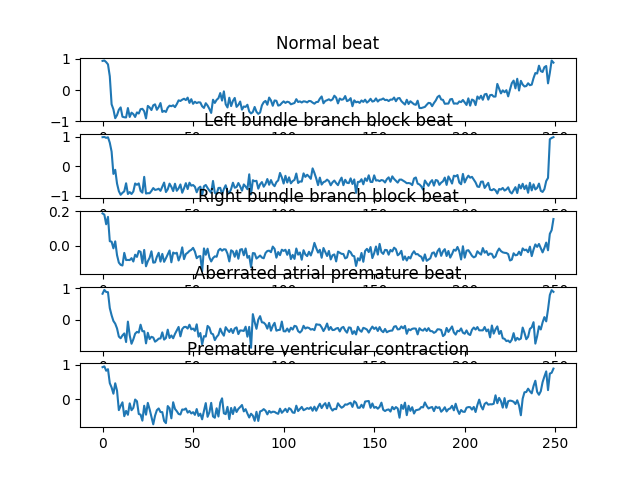 Normal beat
1
0
−1
Left bundle branch block beat
1
0
−1
Right bundle branch block beat
0.2
0.0
Aberrated atrial premature beat
1
0
Premature ventricular contraction
1
0
0 50 100 150 200 250